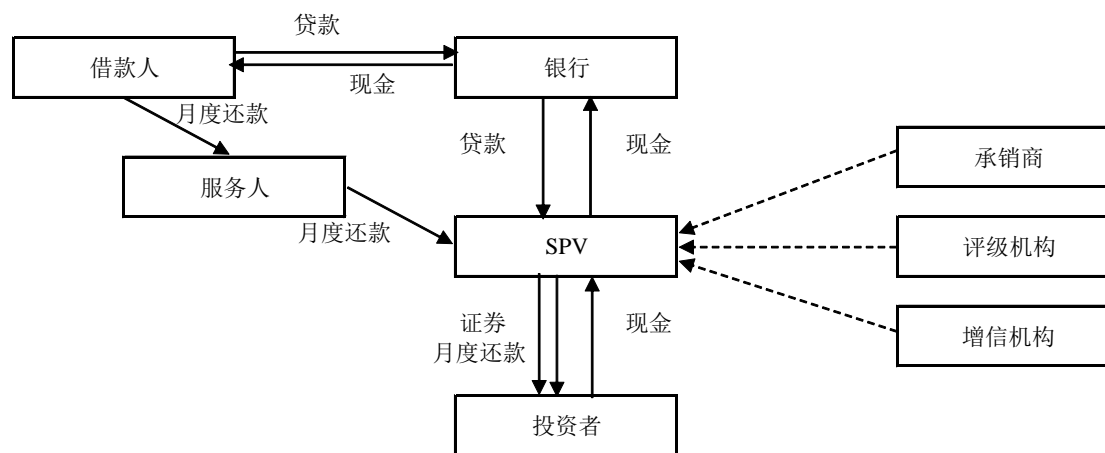 贷款
借款人
银行
现金
月度还款
贷款
现金
承销商
服务人
月度还款
SPV
评级机构
证券
现金
月度还款
增信机构
投资者